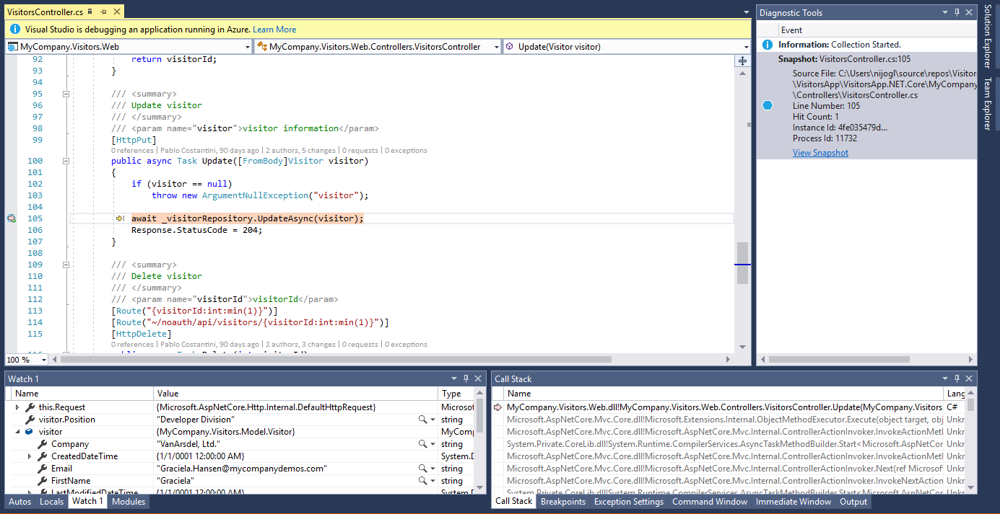 VisitorsController.cs
Visual Studio is debugging an application running in Azure. Learn More
MyCompany.Visitors.Web
MyCompany.Visitors.Web.Controllers.VisitorsController
Update(Visitor visitor)
92 return visitorId;
93 }
94
95 /// <summary>
96 /// Update visitor
97 /// </summary>
98 /// <param name="visitor">visitor information</param>
99 [HttpPut]
0 references | Pablo Costantini, 90 days ago | 2 authors, 5 changes | 0 requests | 0 exceptions
100 public async Task Update([FromBody]Visitor visitor)
101 {
102 if (visitor == null)
103 throw new ArgumentNullException("visitor");
104
105 await _visitorRepository.UpdateAsync(visitor);
106 Response.StatusCode = 204;
107 }
108
109 /// <summary>
110 /// Delete visitor
111 /// </summary>
112 /// <param name="visitorId">visitorId</param>
113 [Route("{visitorId:int:min(1)}")]
114 [Route("~/noauth/api/visitors/{visitorId:int:min(1)}")]
115 [HttpDelete]
0 references | Pablo Costantini, 90 days ago | 2 authors, 3 changes | 0 requests | 0 exceptions
100 %
Diagnostic Tools
Event
Information: Collection Started.
Snapshot: VisitorsController.cs:105
Source File: C:\Users\nijogl\source\repos\Visitor
\VisitorsApp\VisitorsApp.NET.Core\MyCompany
\Controllers\VisitorsController.cs
Line Number: 105
Hit Count: 1
Instance Id: 4fe035479d...
Process Id: 11732
View Snapshot
Solution Explorer
Team Explorer
Watch 1
Name Value Type
this.Request {Microsoft.AspNetCore.Http.Internal.DefaultHttpRequest} Microsof
visitor.Position "Developer Division" string
visitor {MyCompany.Visitors.Model.Visitor} MyComp
Company "VanArsdel, Ltd." string
CreatedDateTime {1/1/0001 12:00:00 AM} System.D
Email "Graciela.Hansen@mycompanydemos.com" string
FirstName "Graciela" string
LastModifiedDateTime {1/1/0001 12:00:00 AM} System.D
Autos Locals Watch 1 Modules
Call Stack
Name Lang
MyCompany.Visitors.Web.dll!MyCompany.Visitors.Web.Controllers.VisitorsController.Update(MyCompany.Visitors C#
Microsoft.AspNetCore.Mvc.Core.dll!Microsoft.Extensions.Internal.ObjectMethodExecutor.Execute(object target, obj Unkr
Microsoft.AspNetCore.Mvc.Core.dll!Microsoft.AspNetCore.Mvc.Internal.ControllerActionInvoker.InvokeActionMetl Unkr
System.Private.CoreLib.dll!System.Runtime.CompilerServices.AsyncTaskMethodBuilder.Start<Microsoft.AspNetCor Unkr
Microsoft.AspNetCore.Mvc.Core.dll!Microsoft.AspNetCore.Mvc.Internal.ControllerActionInvoker.InvokeActionMetl Unkr
Microsoft.AspNetCore.Mvc.Core.dll!Microsoft.AspNetCore.Mvc.Internal.ControllerActionInvoker.Next(ref Microsof Unkr
Microsoft.AspNetCore.Mvc.Core.dll!Microsoft.AspNetCore.Mvc.Internal.ControllerActionInvoker.InvokeNextAction Unkr
System.Private.CoreLib.dll!System.Runtime.CompilerServices.AsyncTaskMethodBuilder.Start<Microsoft.AspNetCor Unkr
Call Stack Breakpoints Exception Settings Command Window Immediate Window Output